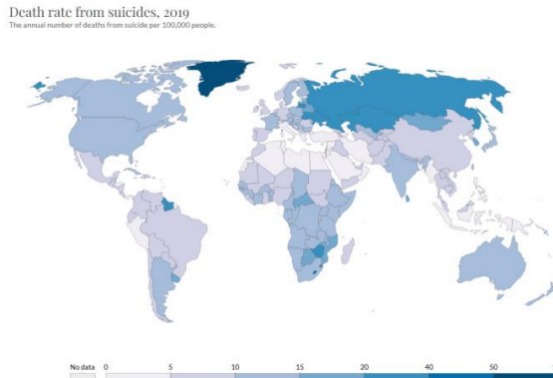 Death rate from suicides, 2019
The annual number of deaths from suicide per 100,000 people.
No data 0 5 10 15 20 40 50